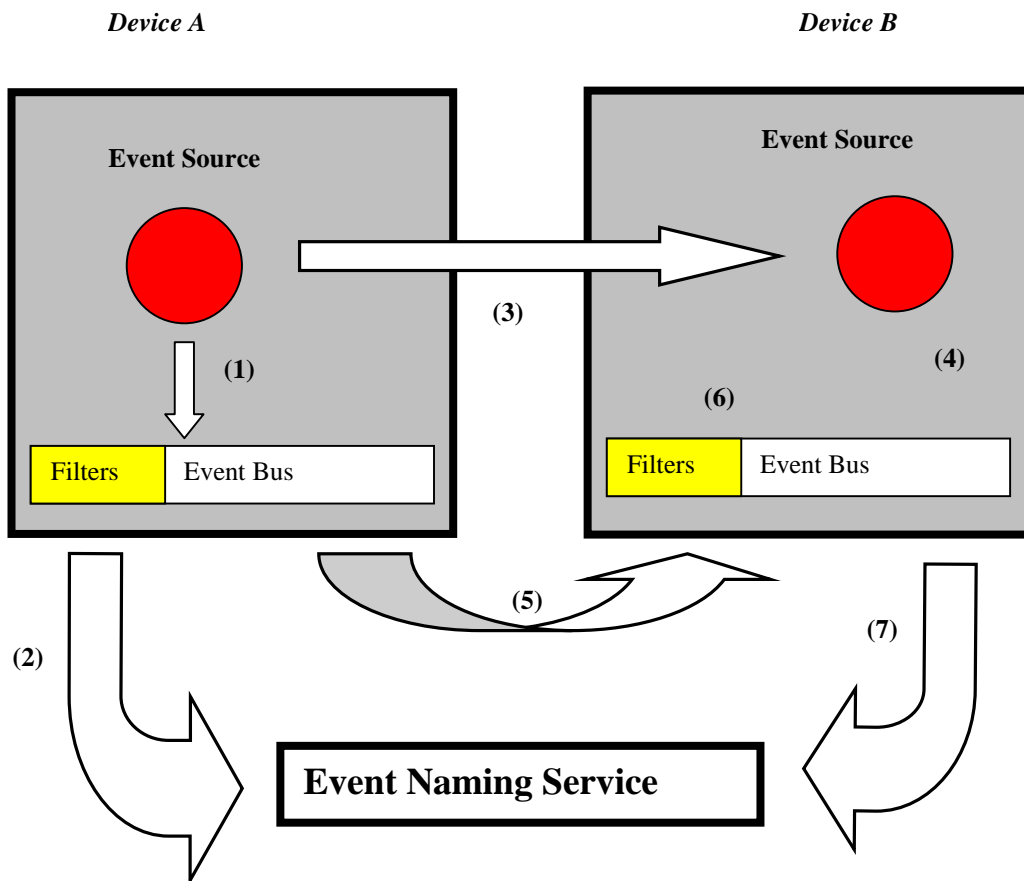 Device A
Device B
Event Source
Event Source
(3)
(1)
(4)
(6)
Filters
Event Bus
Filters
Event Bus
(5)
(2)
(7)
Event Naming Service